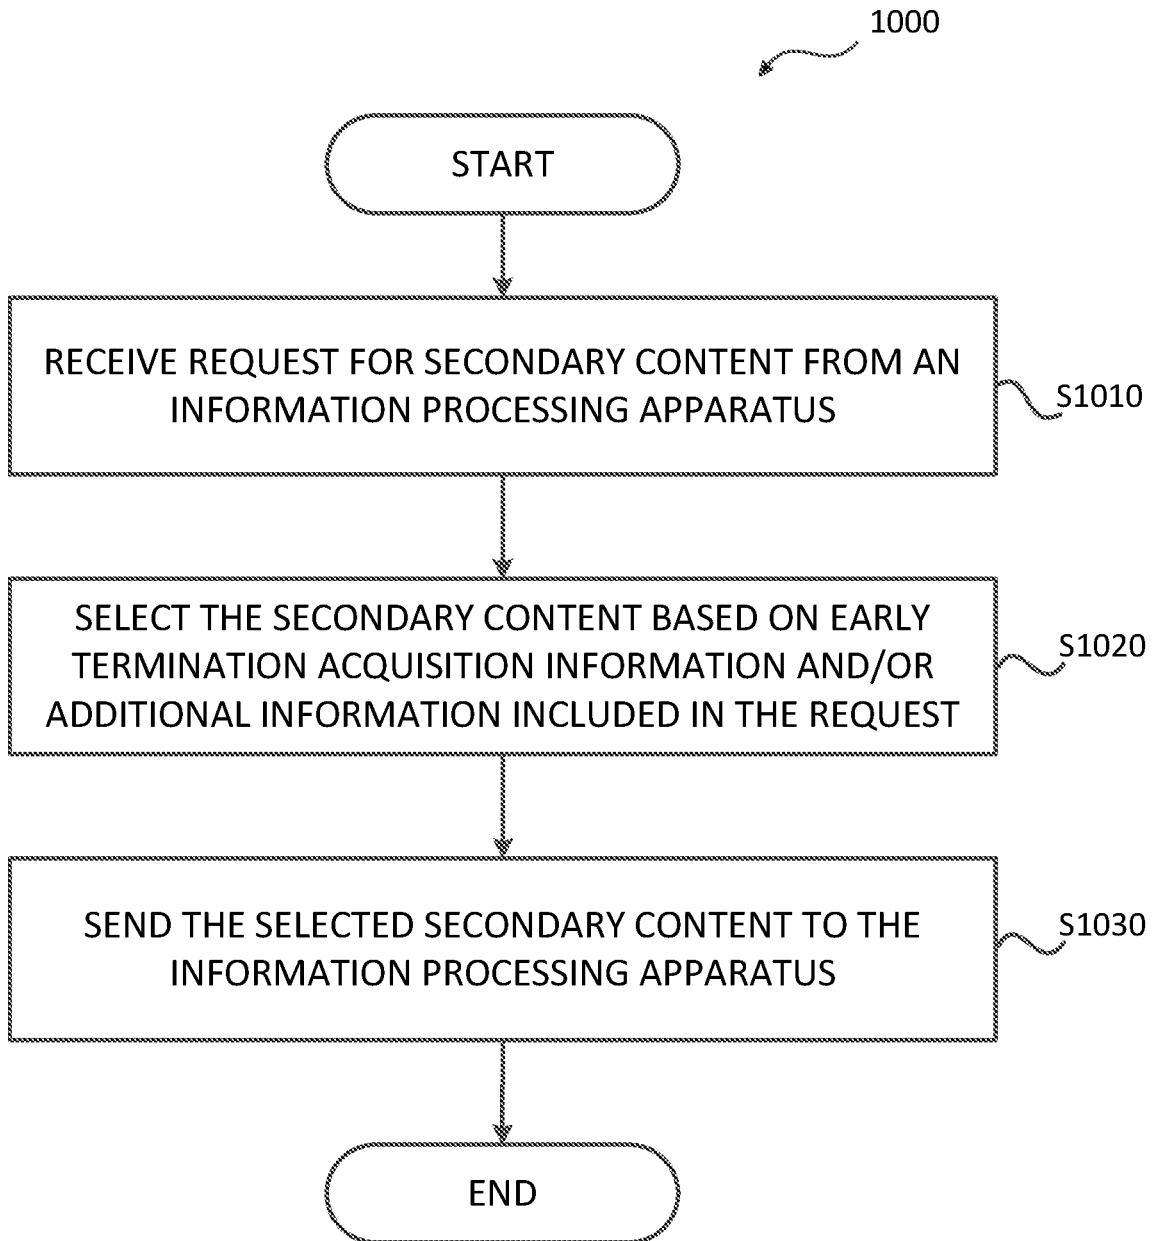 1000
START
RECEIVE REQUEST FOR SECONDARY CONTENT FROM AN
INFORMATION PROCESSING APPARATUS
S1010
SELECT THE SECONDARY CONTENT BASED ON EARLY
TERMINATION ACQUISITION INFORMATION AND/OR
ADDITIONAL INFORMATION INCLUDED IN THE REQUEST
S1020
SEND THE SELECTED SECONDARY CONTENT TO THE
INFORMATION PROCESSING APPARATUS
S1030
END